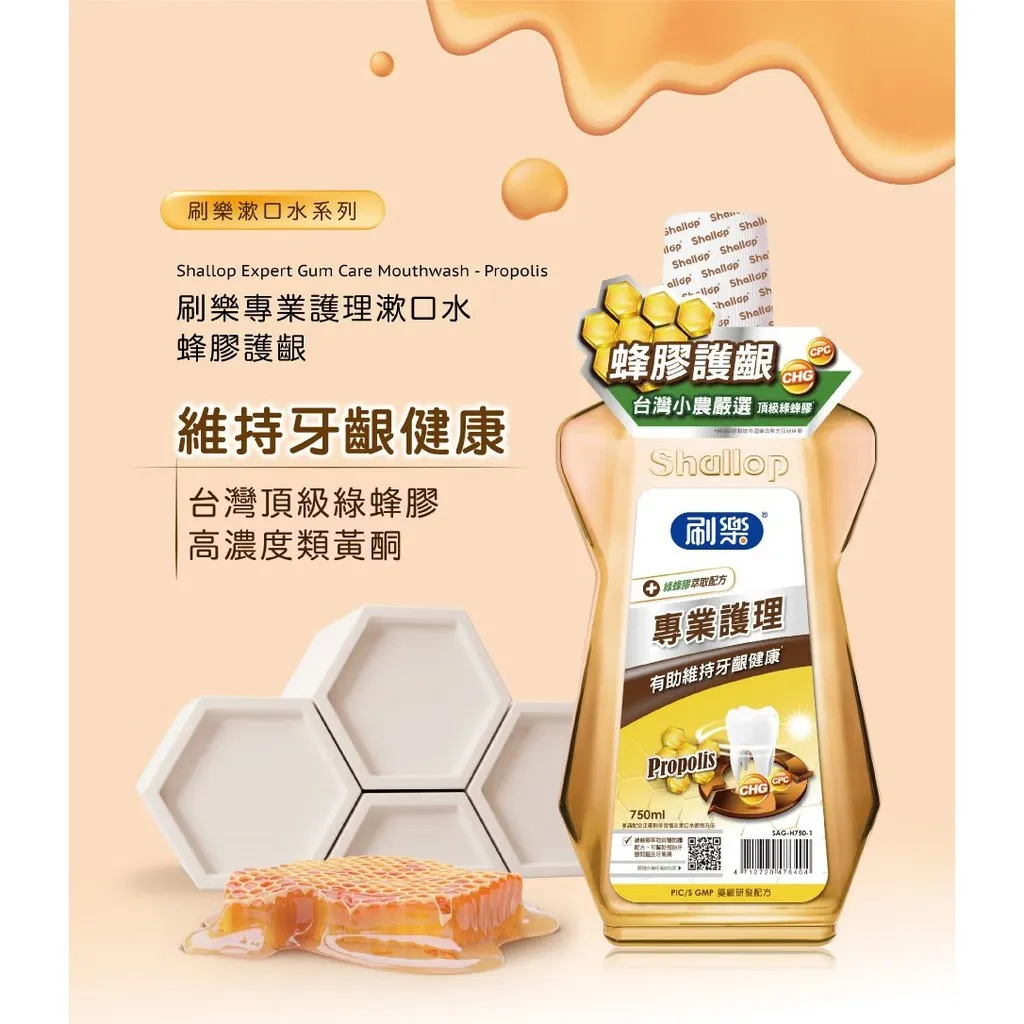 刷樂漱口水系列
Shallop Expert Gum Care Mouthwash - Propolis
刷樂專業護理漱口水
蜂膠護齦
維持牙齦健康
台灣頂級綠蜂膠
高濃度類黃酮
Shallop Shallop Shallop
蜂膠護齦
CHG
CPC
台灣小農嚴選 頂級綠蜂膠
Shallop
刷樂®
綠蜂膠萃取配方
專業護理
有助維持牙齦健康
Propolis
CHG
CPC
750ml
SAG-H750-1
4 712720 476404
PIC/S GMP 藥廠研發配方